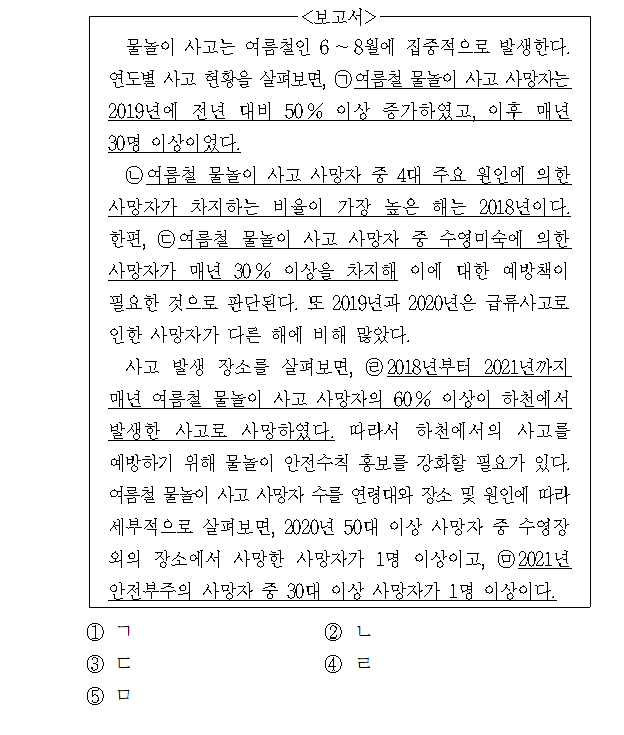 <보고서>
물놀이 사고는 여름철인 6～8월에 집중적으로 발생한다.
연도별 사고 현황을 살펴보면, ㉠여름철 물놀이 사고 사망자는
2019년에 전년 대비 50% 이상 증가하였고, 이후 매년
30명 이상이었다.
㉡여름철 물놀이 사고 사망자 중 4대 주요 원인에 의한
사망자가 차지하는 비율이 가장 높은 해는 2018년이다.
한편, ㉢여름철 물놀이 사고 사망자 중 수영미숙에 의한
사망자가 매년 30% 이상을 차지해 이에 대한 예방책이
필요한 것으로 판단된다. 또 2019년과 2020년은 급류사고로
인한 사망자가 다른 해에 비해 많았다.
사고 발생 장소를 살펴보면, ㉣2018년부터 2021년까지
매년 여름철 물놀이 사고 사망자의 60% 이상이 하천에서
발생한 사고로 사망하였다. 따라서 하천에서의 사고를
예방하기 위해 물놀이 안전수칙 홍보를 강화할 필요가 있다.
여름철 물놀이 사고 사망자 수를 연령대와 장소 및 원인에 따라
세부적으로 살펴보면, 2020년 50대 이상 사망자 중 수영장
외의 장소에서 사망한 사망자가 1명 이상이고, ㉤2021년
안전부주의 사망자 중 30대 이상 사망자가 1명 이상이다.
① ㄱ ② ㄴ
③ ㄷ ④ ㄹ
⑤ ㅁ